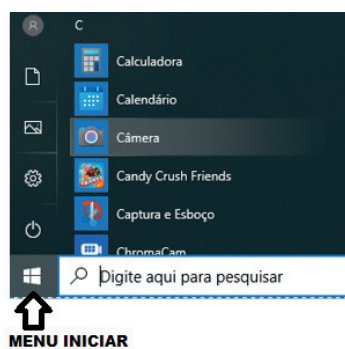 C
Calculadora
Calendário
Câmera
Candy Crush Friends
Captura e Esboço
ChromaCam
Digite aqui para pesquisar
MENU INICIAR